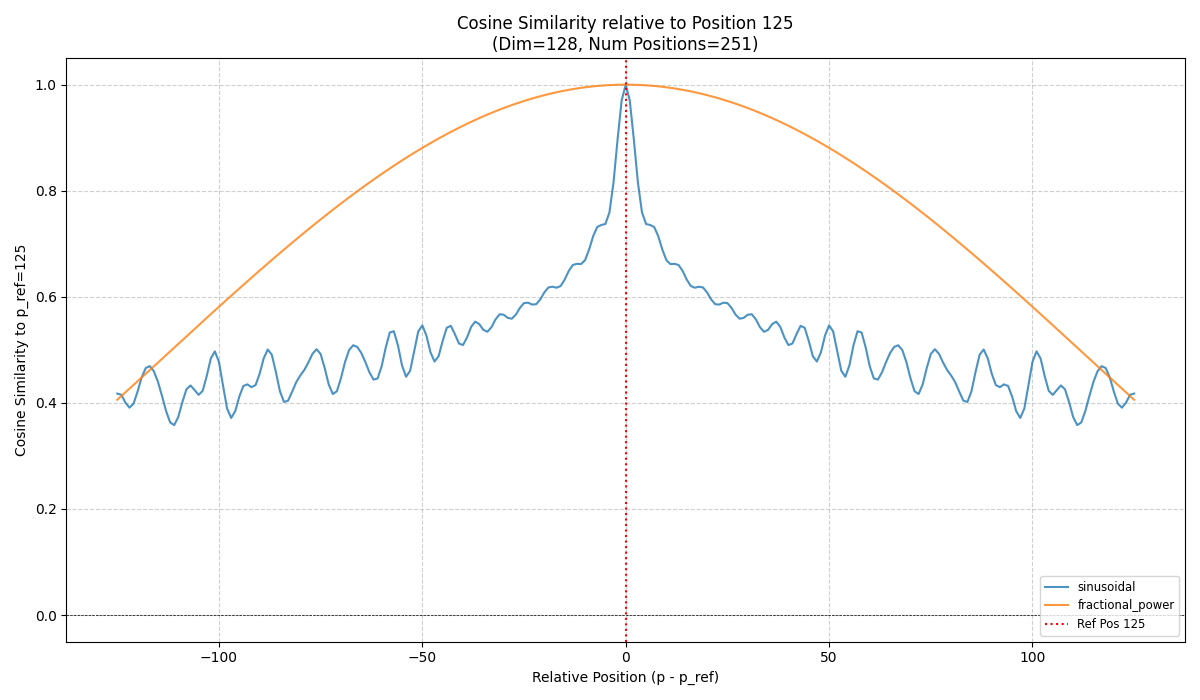 Cosine Similarity relative to Position 125
(Dim=128, Num Positions=251)
Cosine Similarity to p_ref=125
1.0
0.8
0.6
0.4
0.2
0.0
−100
−50
0
50
100
Relative Position (p - p_ref)
sinusoidal
fractional_power
Ref Pos 125